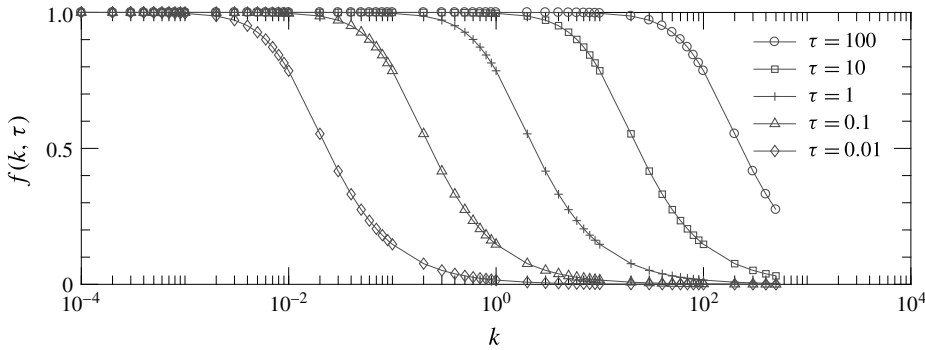 1.0
0.5
0
f (k, τ)
10⁻⁴
10⁻²
10⁰
10²
10⁴
k
τ = 100
τ = 10
τ = 1
τ = 0.1
τ = 0.01